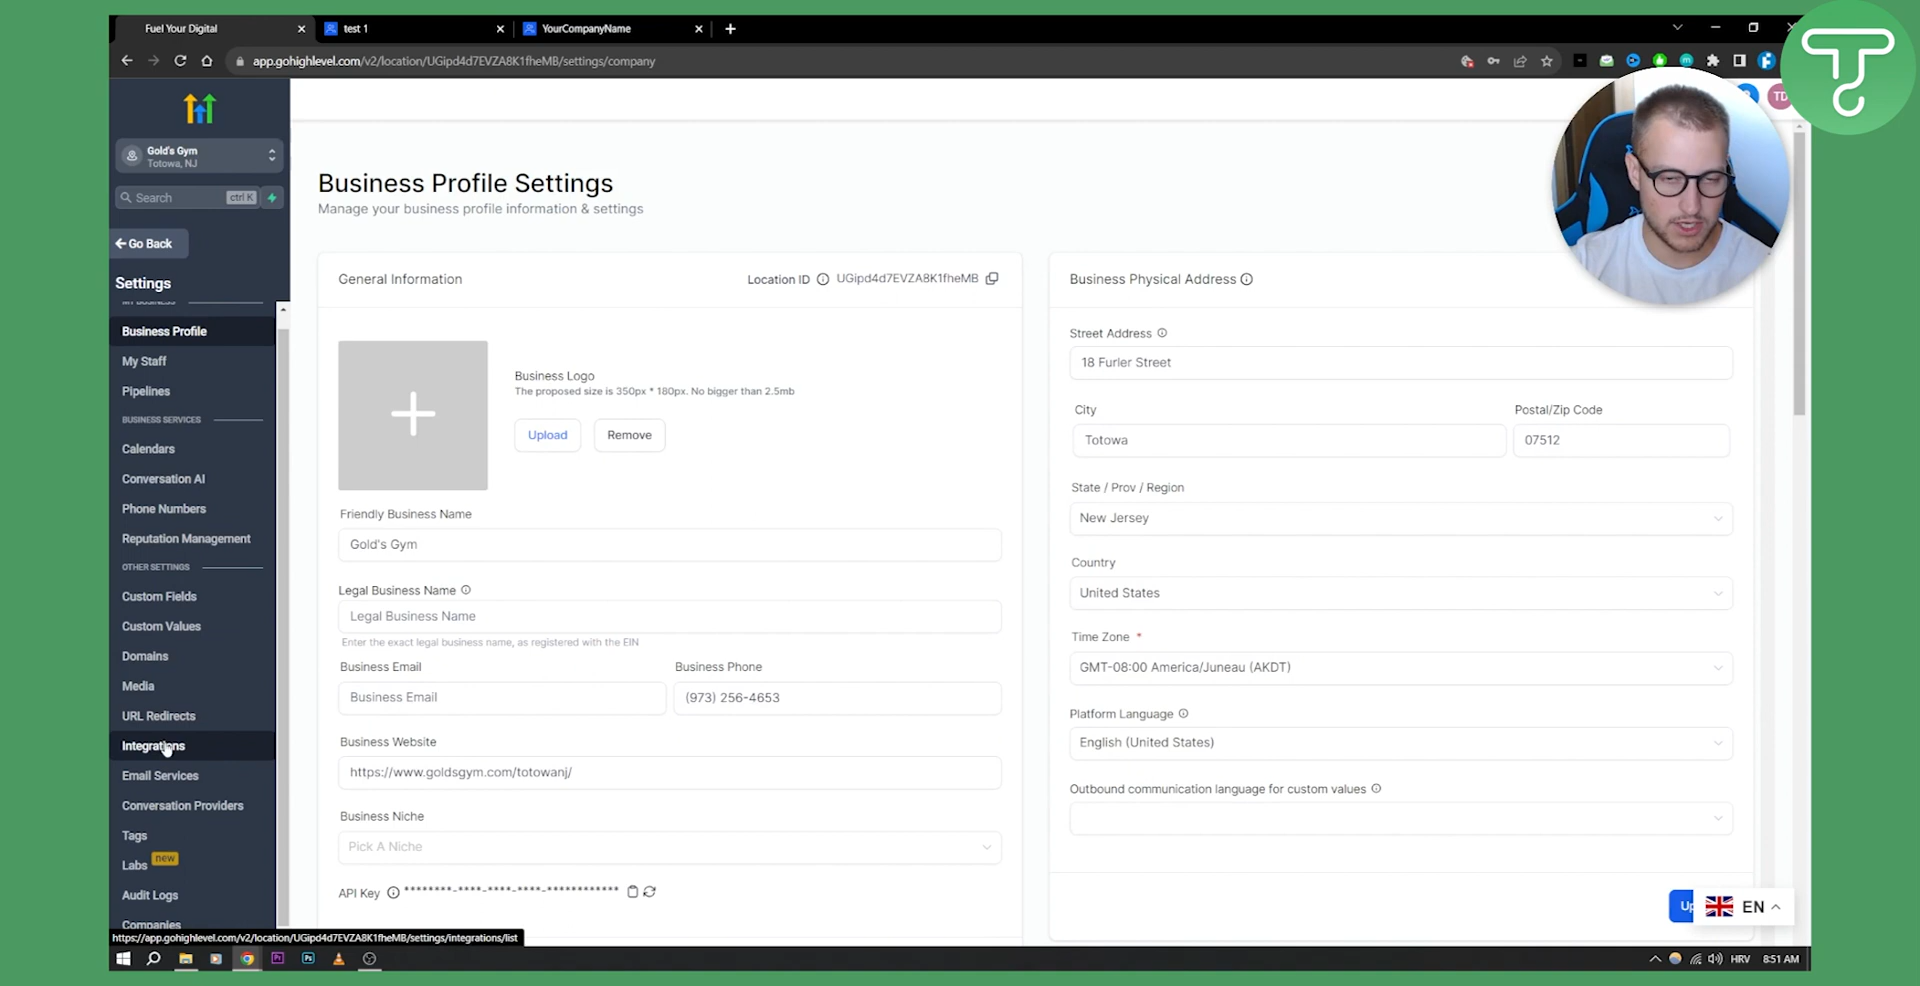 Fuel Your Digital
test 1
YourCompanyName
app.gohighlevel.com/v2/location/UGipd4d7EVZA8K1fheMB/settings/company
TD
Gold's Gym
Totowa, NJ
Search
ctrl K
Go Back
Settings
MY BUSINESS
Business Profile
My Staff
Pipelines
BUSINESS SERVICES
Calendars
Conversation AI
Phone Numbers
Reputation Management
OTHER SETTINGS
Custom Fields
Custom Values
Domains
Media
URL Redirects
Integrations
Email Services
Conversation Providers
Tags
Labs new
Audit Logs
Companies
https://app.gohighlevel.com/v2/location/UGipd4d7EVZA8K1fheMB/settings/integrations/list
Business Profile Settings
Manage your business profile information & settings
General Information
Location ID UGipd4d7EVZA8K1fheMB
Business Logo
The proposed size is 350px * 180px. No bigger than 2.5mb
Upload
Remove
Friendly Business Name
Gold's Gym
Legal Business Name
Legal Business Name
Enter the exact legal business name, as registered with the EIN
Business Email
Business Phone
Business Email
(973) 256-4653
Business Website
https://www.goldsgym.com/totowanj/
Business Niche
Pick A Niche
API Key ********-****-****-****-************
Business Physical Address
Street Address
18 Furler Street
City
Postal/Zip Code
Totowa
07512
State / Prov / Region
New Jersey
Country
United States
Time Zone *
GMT-08:00 America/Juneau (AKDT)
Platform Language
English (United States)
Outbound communication language for custom values
Up
EN
Pr
Ps
HRV
8:51 AM